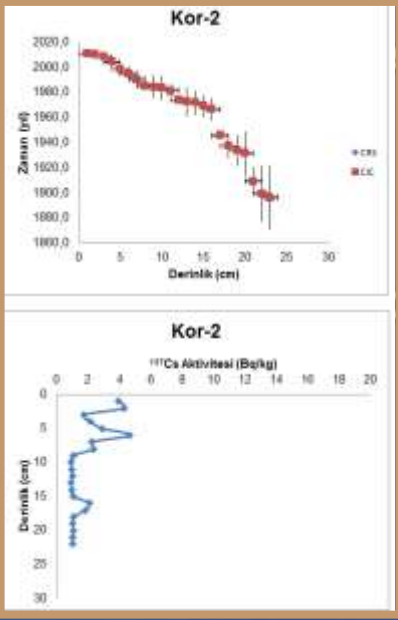 Kor-2
2020,0
2000,0
1980,0
1960,0
1940,0
1920,0
1900,0
1880,0
1860,0
Zaman (yıl)
0 5 10 15 20 25 30
Derinlik (cm)
CRS
CIC
Kor-2
¹³⁷Cs Aktivitesi (Bq/kg)
0 2 4 6 8 10 12 14 16 18 20
0
5
10
15
20
25
30
Derinlik (cm)